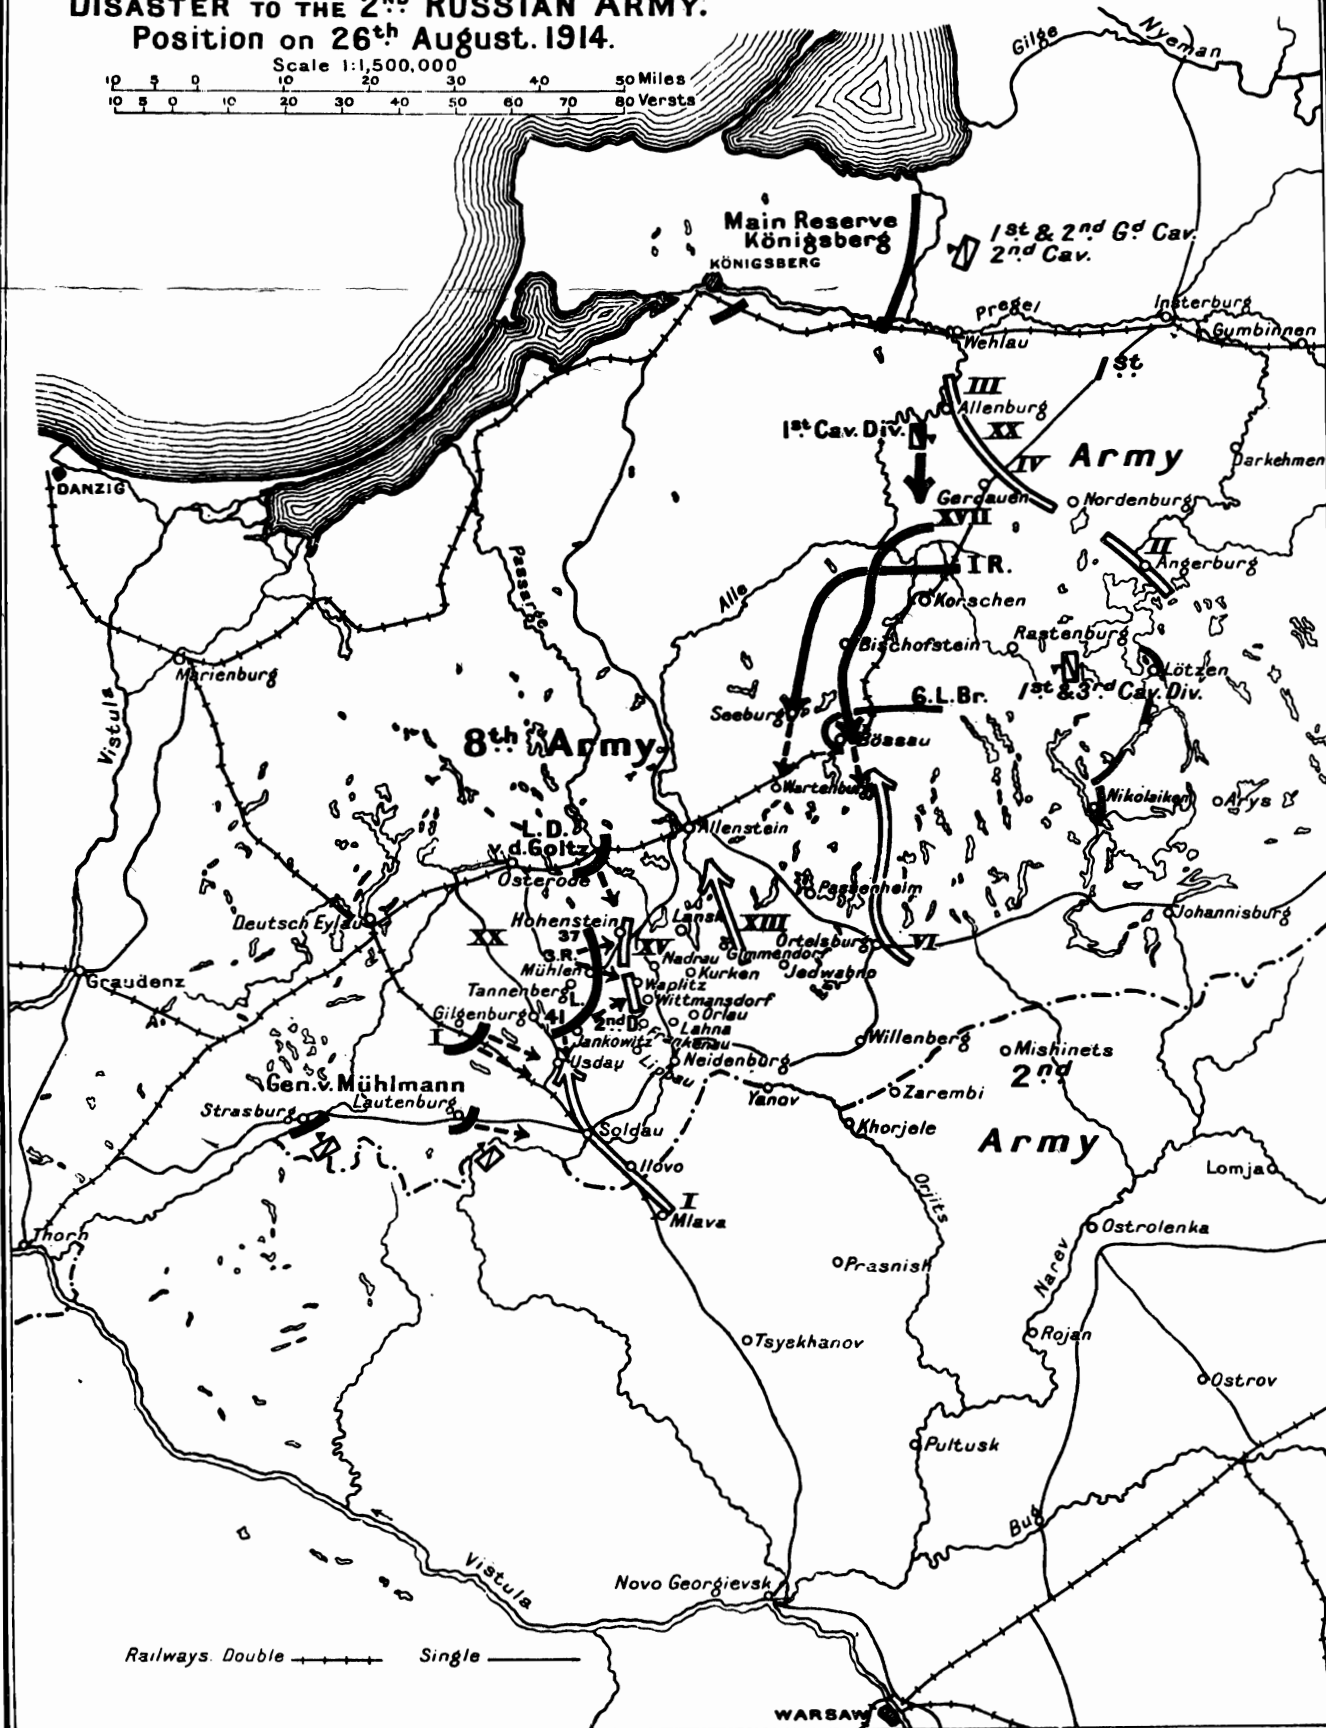 DISASTER TO THE 2nd RUSSIAN ARMY.
Position on 26th August. 1914.
Scale 1:1,500,000
10 5 0 10 20 30 40 50 Miles
10 5 0 10 20 30 40 50 60 70 80 Versts
Gilge
Nyeman
Main Reserve
Königsberg
KÖNIGSBERG
1st & 2nd Gd Cav.
2nd Cav.
Pregel
Insterburg
Gumbinnen
Wehlau
1st
III
Allenburg
1st Cav. Div.
XX
IV
Army
Darkehmen
DANZIG
Gerdauen
Nordenburg
XVII
II
Angerburg
I R.
Passarge
Alle
Korschen
Rastenburg
Bischofstein
Marienburg
Lötzen
1st & 3rd Cav. Div.
6. L. Br.
Seeburg
Vistula
8th Army
Bössau
Wartenburg
Nikolaiken
Arys
L. D.
v. d. Goltz
Allenstein
Osterode
Passenheim
Deutsch Eylau
Hohenstein
Lansk
XIII
Johannisburg
XX
37
XV
Ortelsburg
VI
3. R.
Nadrau
Gimmendorf
Mühlen
Kurken
Jedwabno
Graudenz
Tannenberg
Waplitz
L.
Wittmansdorf
Gilgenburg
41
2nd D.
Orlau
Lahna
Frankenau
I
Jankowitz
Willenberg
Usdau
Lippau
Neidenburg
Mishinets
2nd
Gen. v. Mühlmann
Lautenburg
Strasburg
Yanov
Zarembi
Soldau
Khorjele
Army
Ilovo
Lomja
I
Mlava
Orjits
Thorn
Ostrolenka
Prasnish
Narev
Rojan
Tsyekhanov
Ostrov
Pultusk
Bug
Vistula
Novo Georgievsk
Railways. Double Single
WARSAW